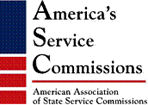 America's
Service
Commissions
American Association
of State Service Commissions